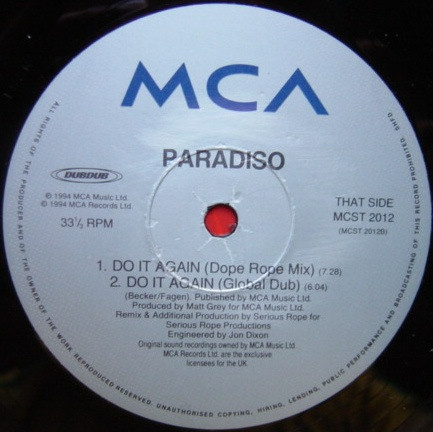 MCA
PARADISO
DUBDUB
℗ 1994 MCA Music Ltd.
© 1994 MCA Records Ltd.
33⅓ RPM
THAT SIDE
MCST 2012
(MCST 2012B)
1. DO IT AGAIN (Dope Rope Mix) (7.28)
2. DO IT AGAIN (Global Dub) (6.04)
(Becker/Fagen). Published by MCA Music Ltd.
Produced by Matt Grey for MCA Music Ltd.
Remix & Additional Production by Serious Rope for
Serious Rope Productions
Engineered by Jon Dixon
Original sound recordings owned by MCA Music Ltd.
MCA Records Ltd. are the exclusive
licensees for the UK
ALL RIGHTS OF THE PRODUCER AND OF THE OWNER OF THE WORK REPRODUCED RESERVED. UNAUTHORISED COPYING, HIRING, LENDING, PUBLIC PERFORMANCE AND BROADCASTING OF THIS RECORD PROHIBITED. SHFD